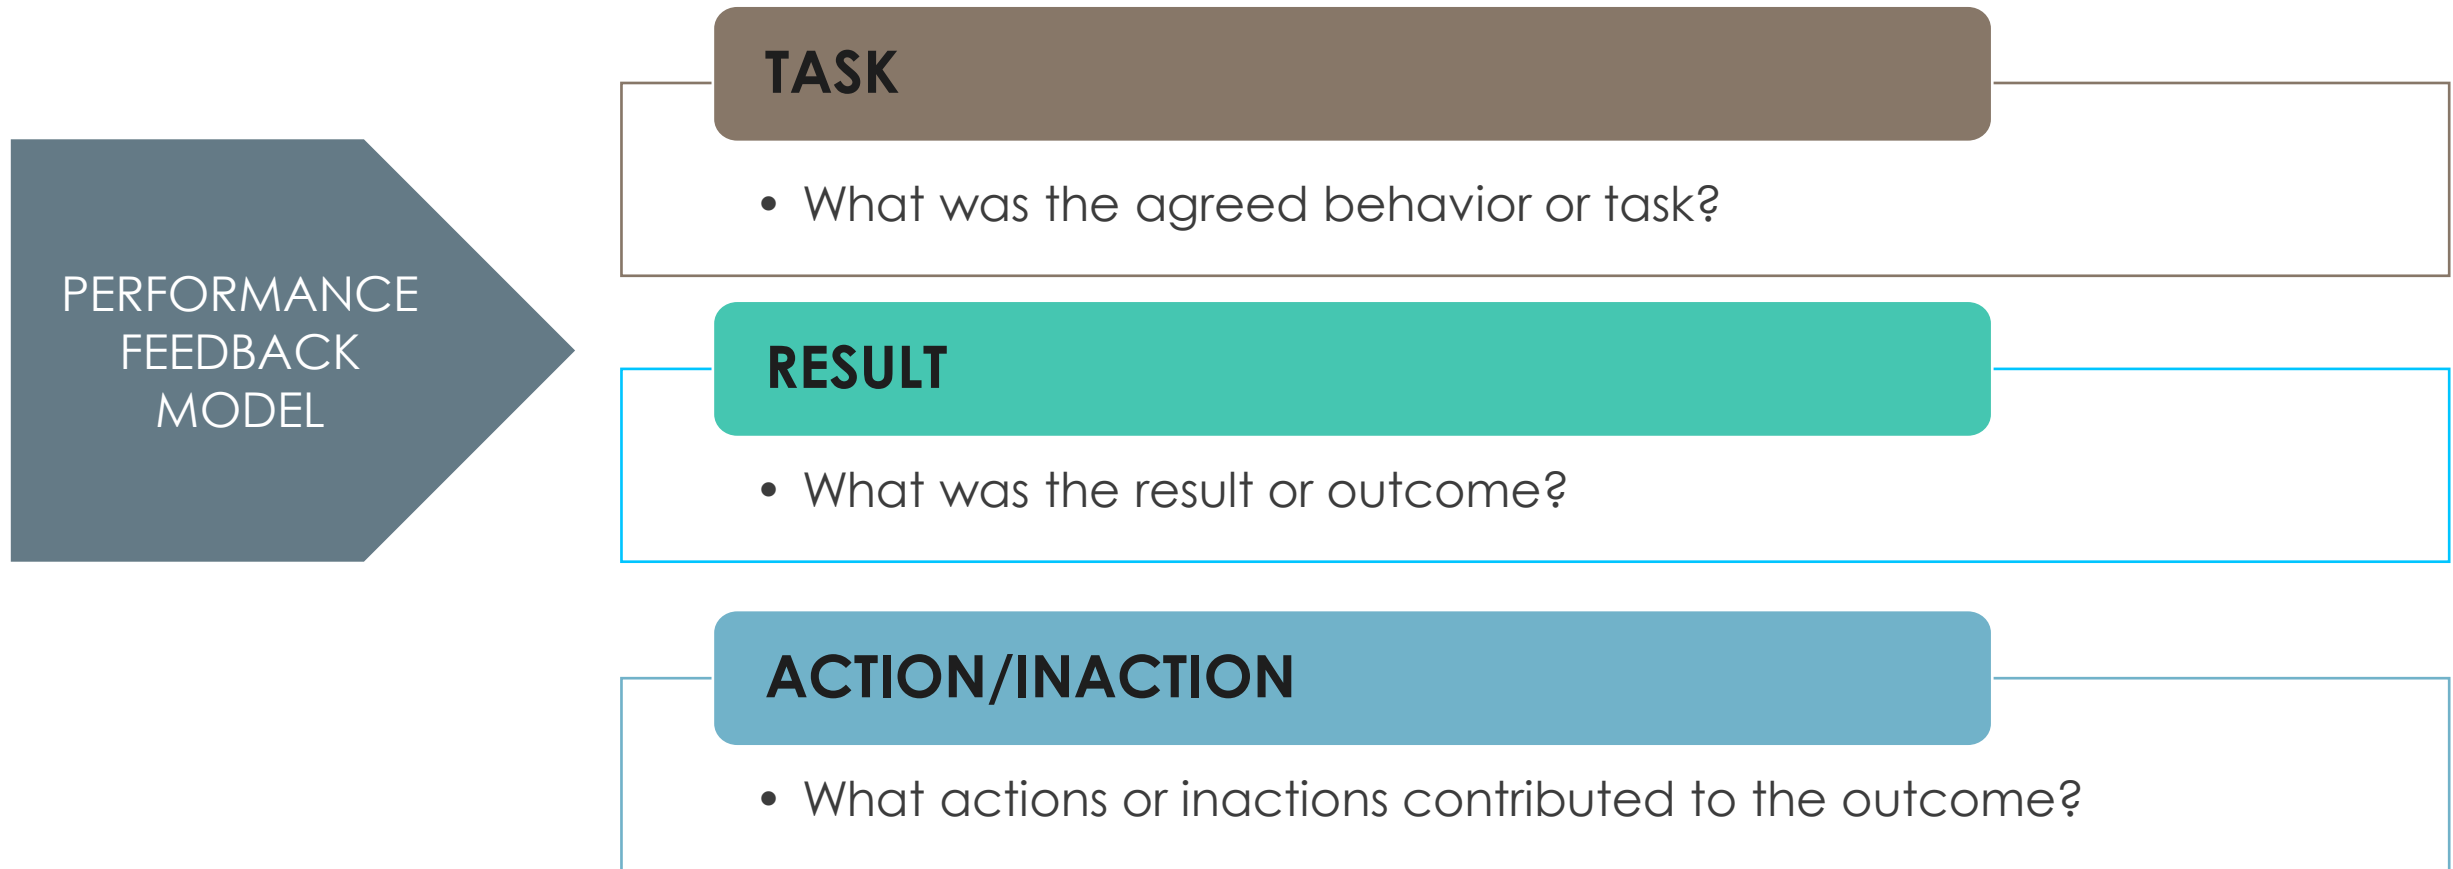 PERFORMANCE
FEEDBACK
MODEL
TASK
• What was the agreed behavior or task?
RESULT
• What was the result or outcome?
ACTION/INACTION
• What actions or inactions contributed to the outcome?